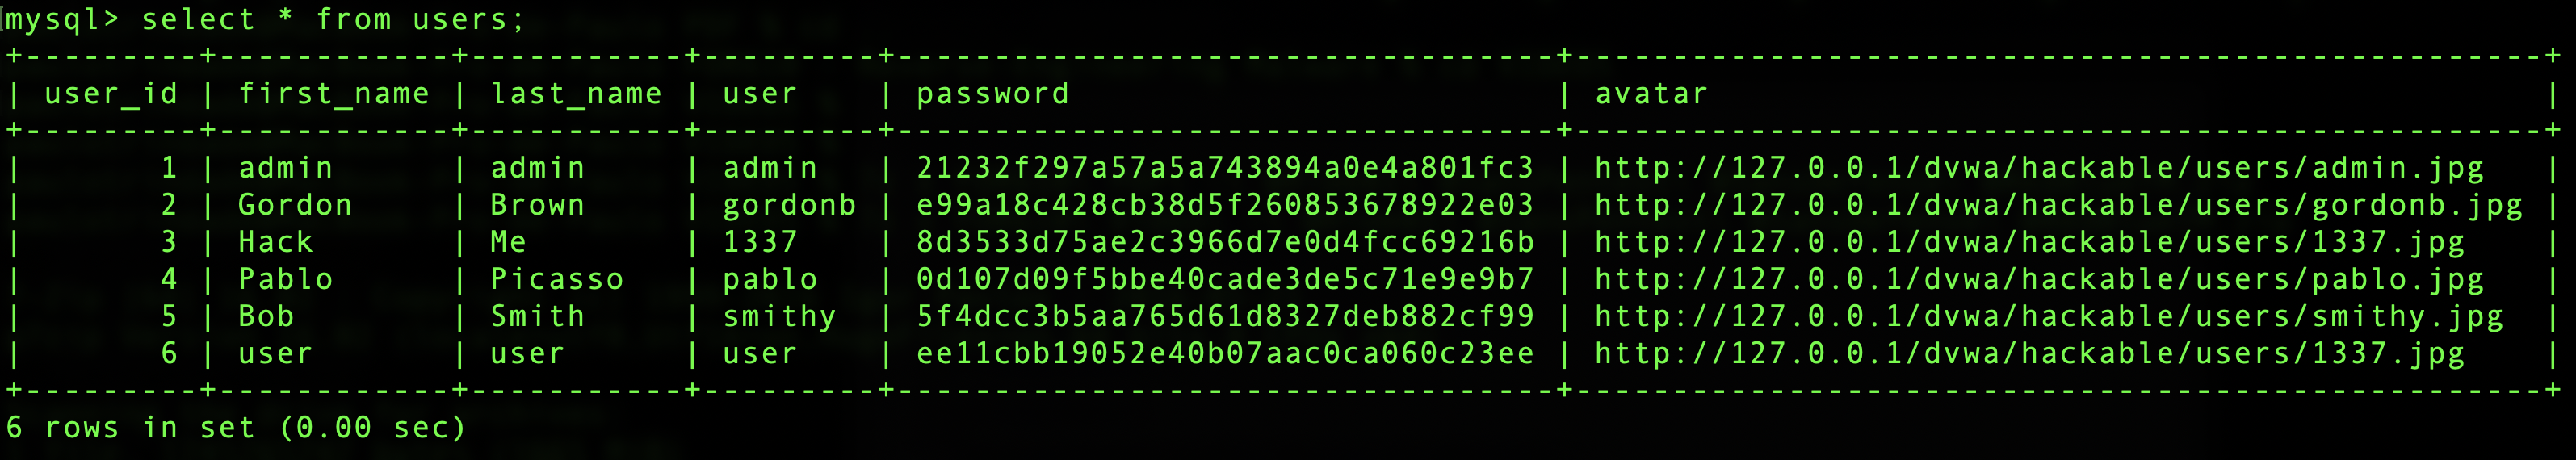 mysql> select * from users;
+---------+------------+-----------+---------+----------------------------------+--------------------------------------------------+
| user_id | first_name | last_name | user    | password                         | avatar                                           |
+---------+------------+-----------+---------+----------------------------------+--------------------------------------------------+
|       1 | admin      | admin     | admin   | 21232f297a57a5a743894a0e4a801fc3 | http://127.0.0.1/dvwa/hackable/users/admin.jpg   |
|       2 | Gordon     | Brown     | gordonb | e99a18c428cb38d5f260853678922e03 | http://127.0.0.1/dvwa/hackable/users/gordonb.jpg |
|       3 | Hack       | Me        | 1337    | 8d3533d75ae2c3966d7e0d4fcc69216b | http://127.0.0.1/dvwa/hackable/users/1337.jpg    |
|       4 | Pablo      | Picasso   | pablo   | 0d107d09f5bbe40cade3de5c71e9e9b7 | http://127.0.0.1/dvwa/hackable/users/pablo.jpg   |
|       5 | Bob        | Smith     | smithy  | 5f4dcc3b5aa765d61d8327deb882cf99 | http://127.0.0.1/dvwa/hackable/users/smithy.jpg  |
|       6 | user       | user      | user    | ee11cbb19052e40b07aac0ca060c23ee | http://127.0.0.1/dvwa/hackable/users/1337.jpg    |
+---------+------------+-----------+---------+----------------------------------+--------------------------------------------------+
6 rows in set (0.00 sec)